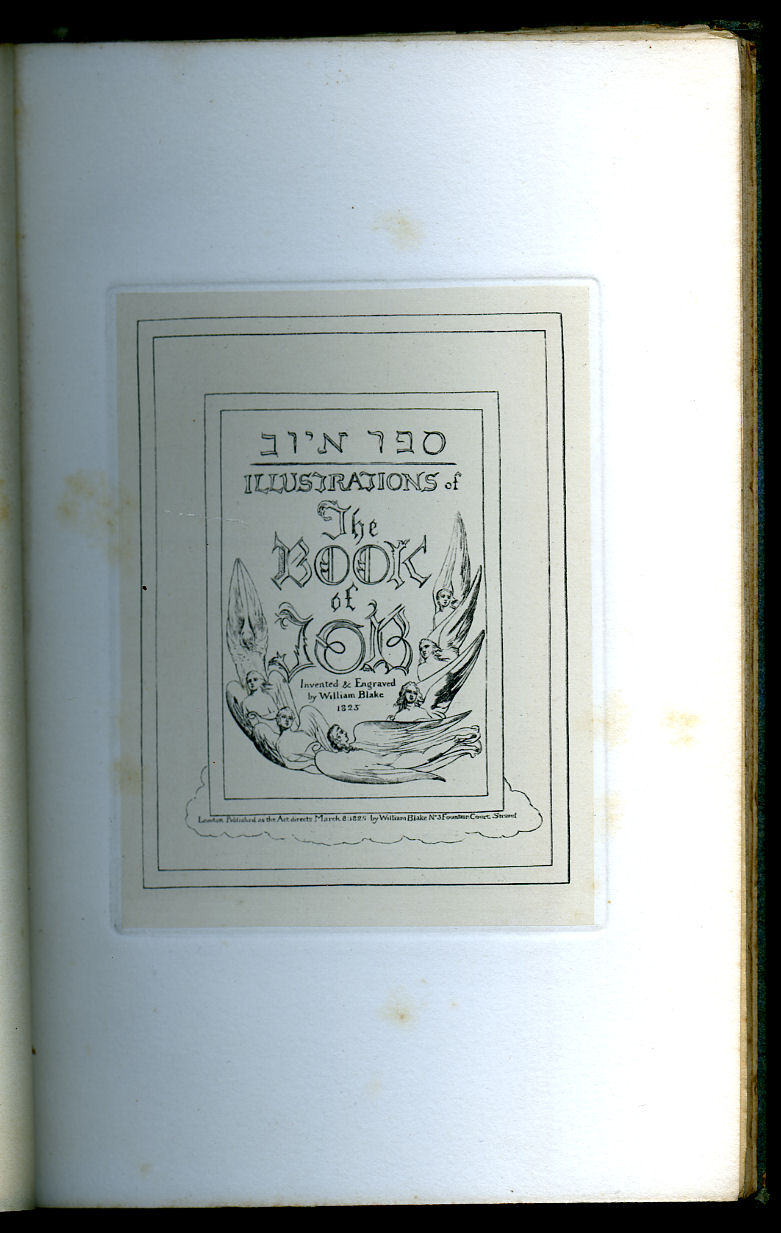 ספר איוב
ILLUSTRATIONS of
The
BOOK
of
JOB
Invented & Engraved
by William Blake
1825
London Published as the Act directs March 8:1825 by William Blake No 3 Fountain Court Strand